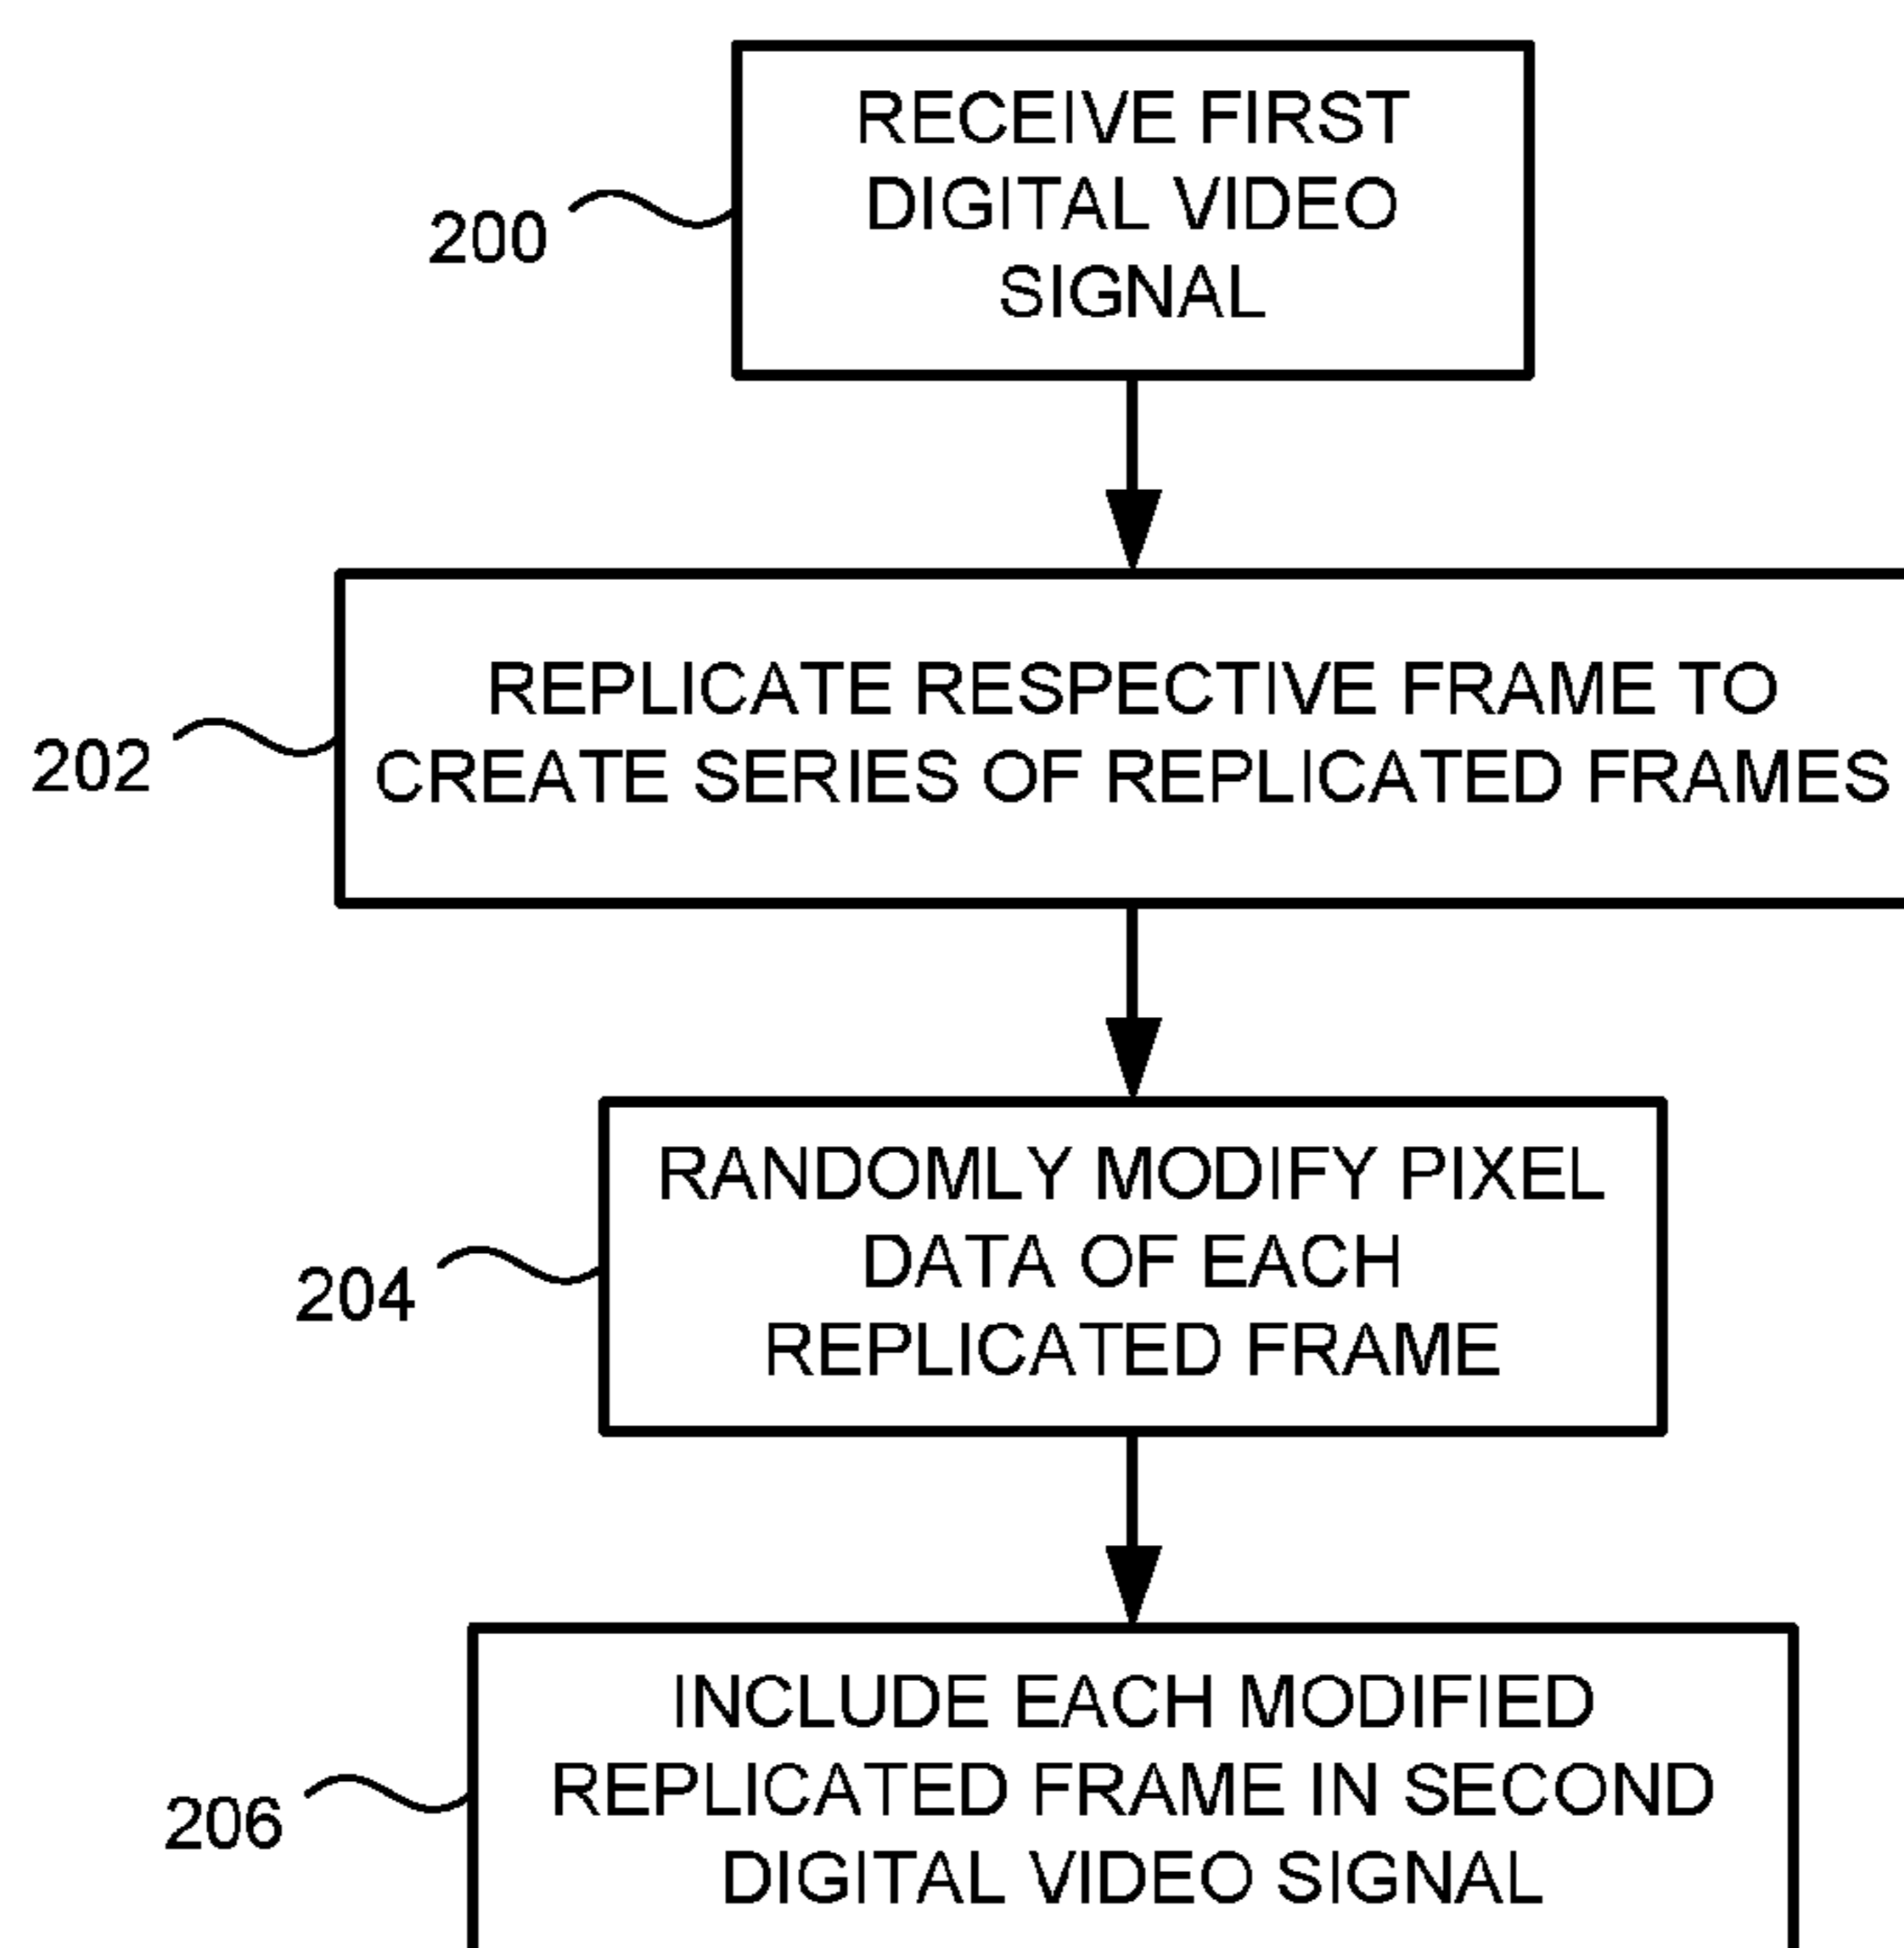 RECEIVE FIRST
DIGITAL VIDEO
SIGNAL
200
REPLICATE RESPECTIVE FRAME TO
CREATE SERIES OF REPLICATED FRAMES
202
RANDOMLY MODIFY PIXEL
DATA OF EACH
REPLICATED FRAME
204
INCLUDE EACH MODIFIED
REPLICATED FRAME IN SECOND
DIGITAL VIDEO SIGNAL
206